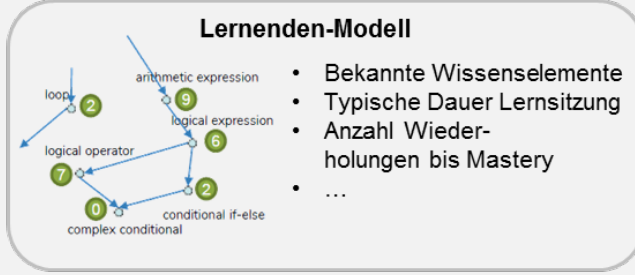 Lernenden-Modell
arithmetic expression
loop
2
9
logical expression
6
logical operator
7
2
0
conditional if-else
complex conditional
• Bekannte Wissenselemente
• Typische Dauer Lernsitzung
• Anzahl Wieder-
holungen bis Mastery
• ...